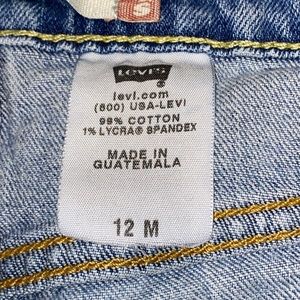 LEVI'S
levi.com
(800) USA-LEVI
99% COTTON
1% LYCRA® SPANDEX
MADE IN
GUATEMALA
12 M